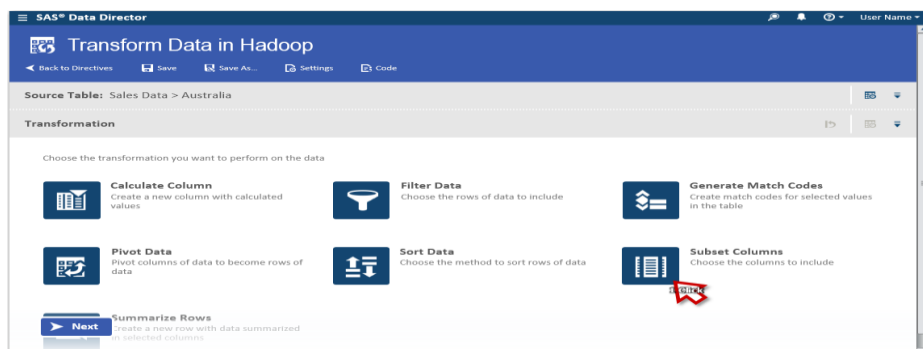 SAS® Data Director
User Name
Transform Data in Hadoop
Back to Directives Save Save As... Settings Code
Source Table: Sales Data > Australia
Transformation
Choose the transformation you want to perform on the data
Calculate Column
Create a new column with calculated
values
Filter Data
Choose the rows of data to include
Generate Match Codes
Create match codes for selected values
in the table
Pivot Data
Pivot columns of data to become rows of
data
Sort Data
Choose the method to sort rows of data
Subset Columns
Choose the columns to include
Summarize Rows
Create a new row with data summarized
in selected columns
Next